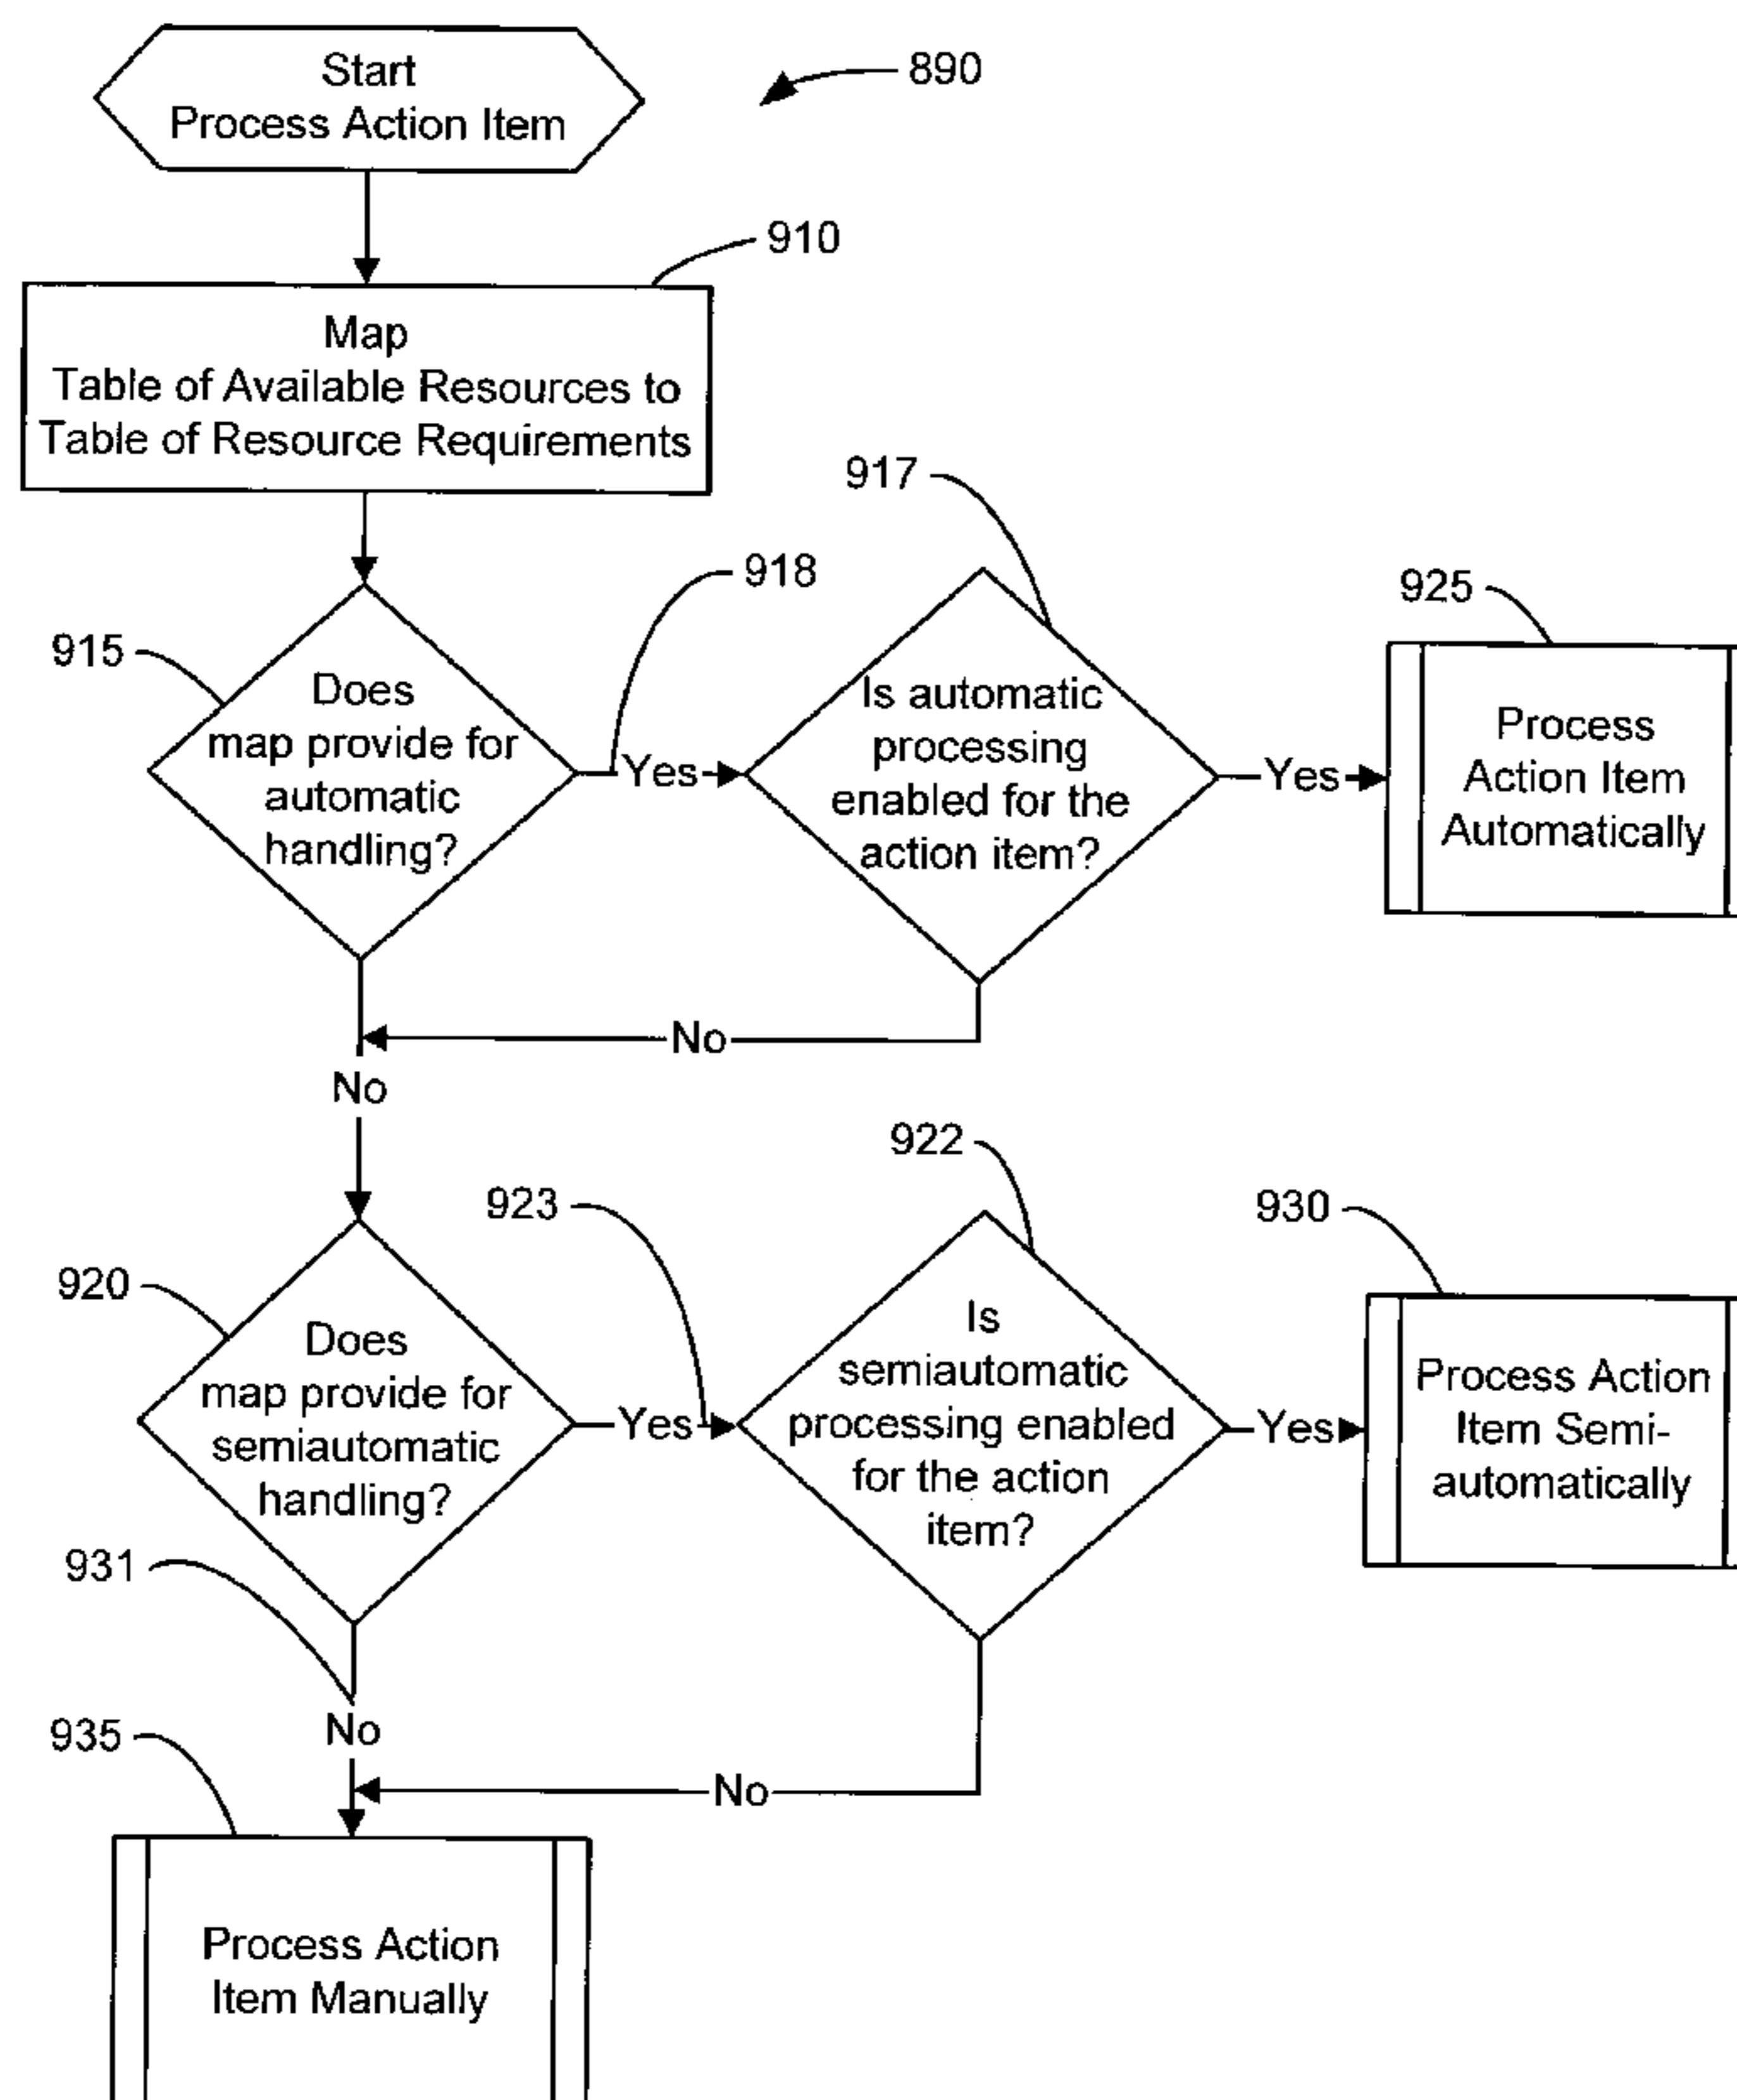 Start
Process Action Item
890
910
Map
Table of Available Resources to
Table of Resource Requirements
917
918
925
915
Does
map provide for
automatic
handling?
Yes
Is automatic
processing
enabled for the
action item?
Yes
Process
Action Item
Automatically
No
No
922
923
930
920
Does
map provide for
semiautomatic
handling?
Yes
Is
semiautomatic
processing enabled
for the action
item?
Yes
Process Action
Item Semi-
automatically
931
No
935
No
Process Action
Item Manually